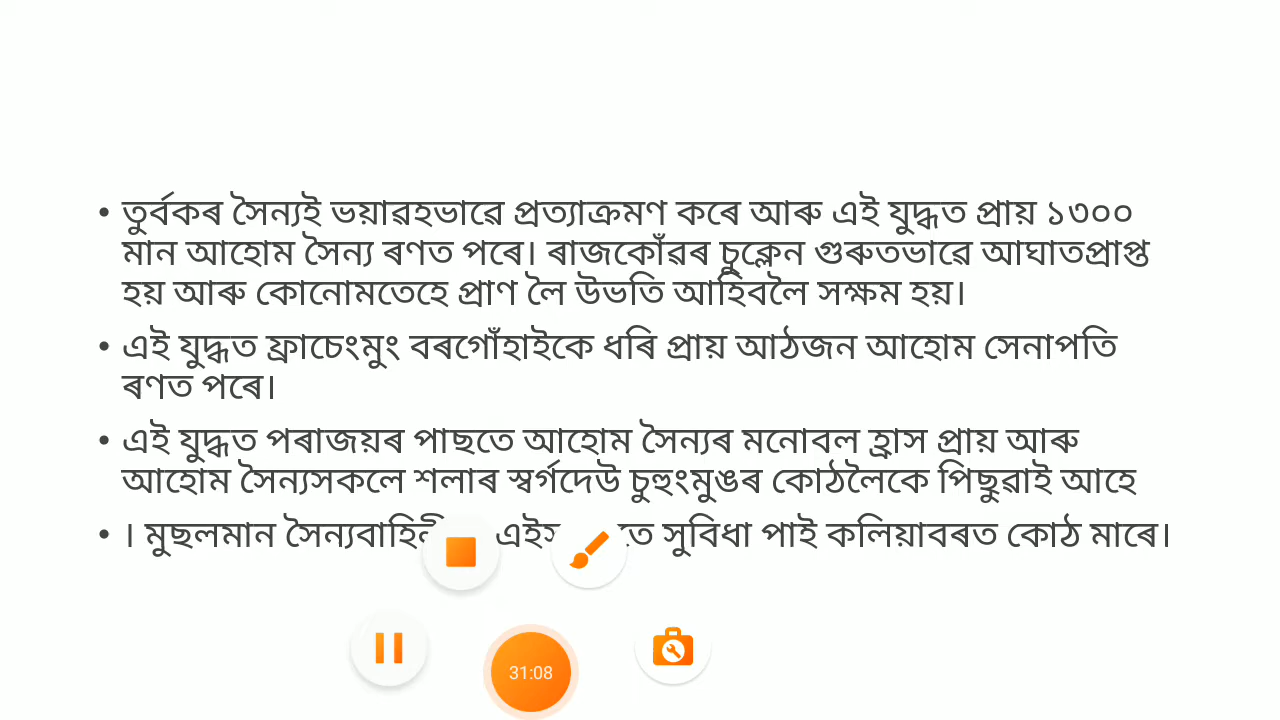 • তুৰ্বকৰ সৈন্যই ভয়াৱহভাৱে প্ৰত্যাক্ৰমণ কৰে আৰু এই যুদ্ধত প্ৰায় ১৩০০
মান আহোম সৈন্য ৰণত পৰে। ৰাজকোঁৱৰ চুক্লেন গুৰুতভাৱে আঘাতপ্ৰাপ্ত
হয় আৰু কোনোমতেহে প্ৰাণ লৈ উভতি আহিবলৈ সক্ষম হয়।
• এই যুদ্ধত ফ্ৰাচেংমুং বৰগোঁহাইকে ধৰি প্ৰায় আঠজন আহোম সেনাপতি
ৰণত পৰে।
• এই যুদ্ধত পৰাজয়ৰ পাছতে আহোম সৈন্যৰ মনোবল হ্ৰাস প্ৰায় আৰু
আহোম সৈন্যসকলে শলাৰ স্বৰ্গদেউ চুহুংমুঙৰ কোঠলৈকে পিছুৱাই আহে
• । মুছলমান সুবিধা পাই কলিয়াবৰত কোঠ মাৰে।
31:08